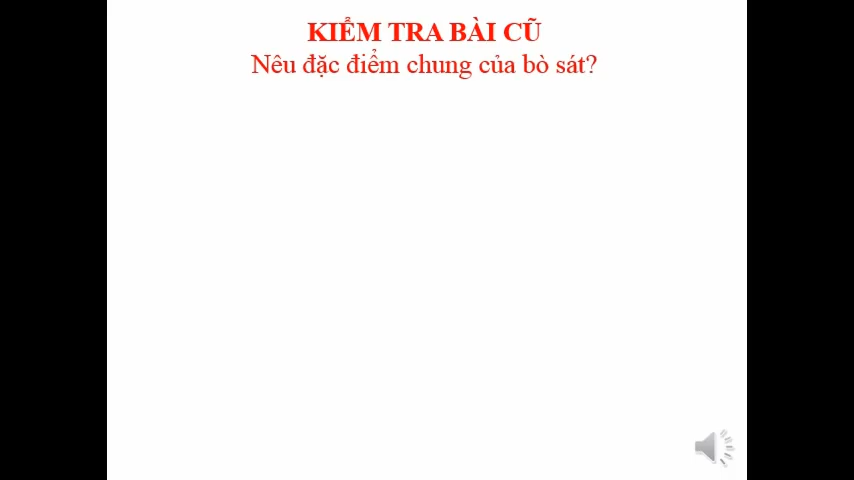 KIỂM TRA BÀI CŨ
Nêu đặc điểm chung của bò sát?